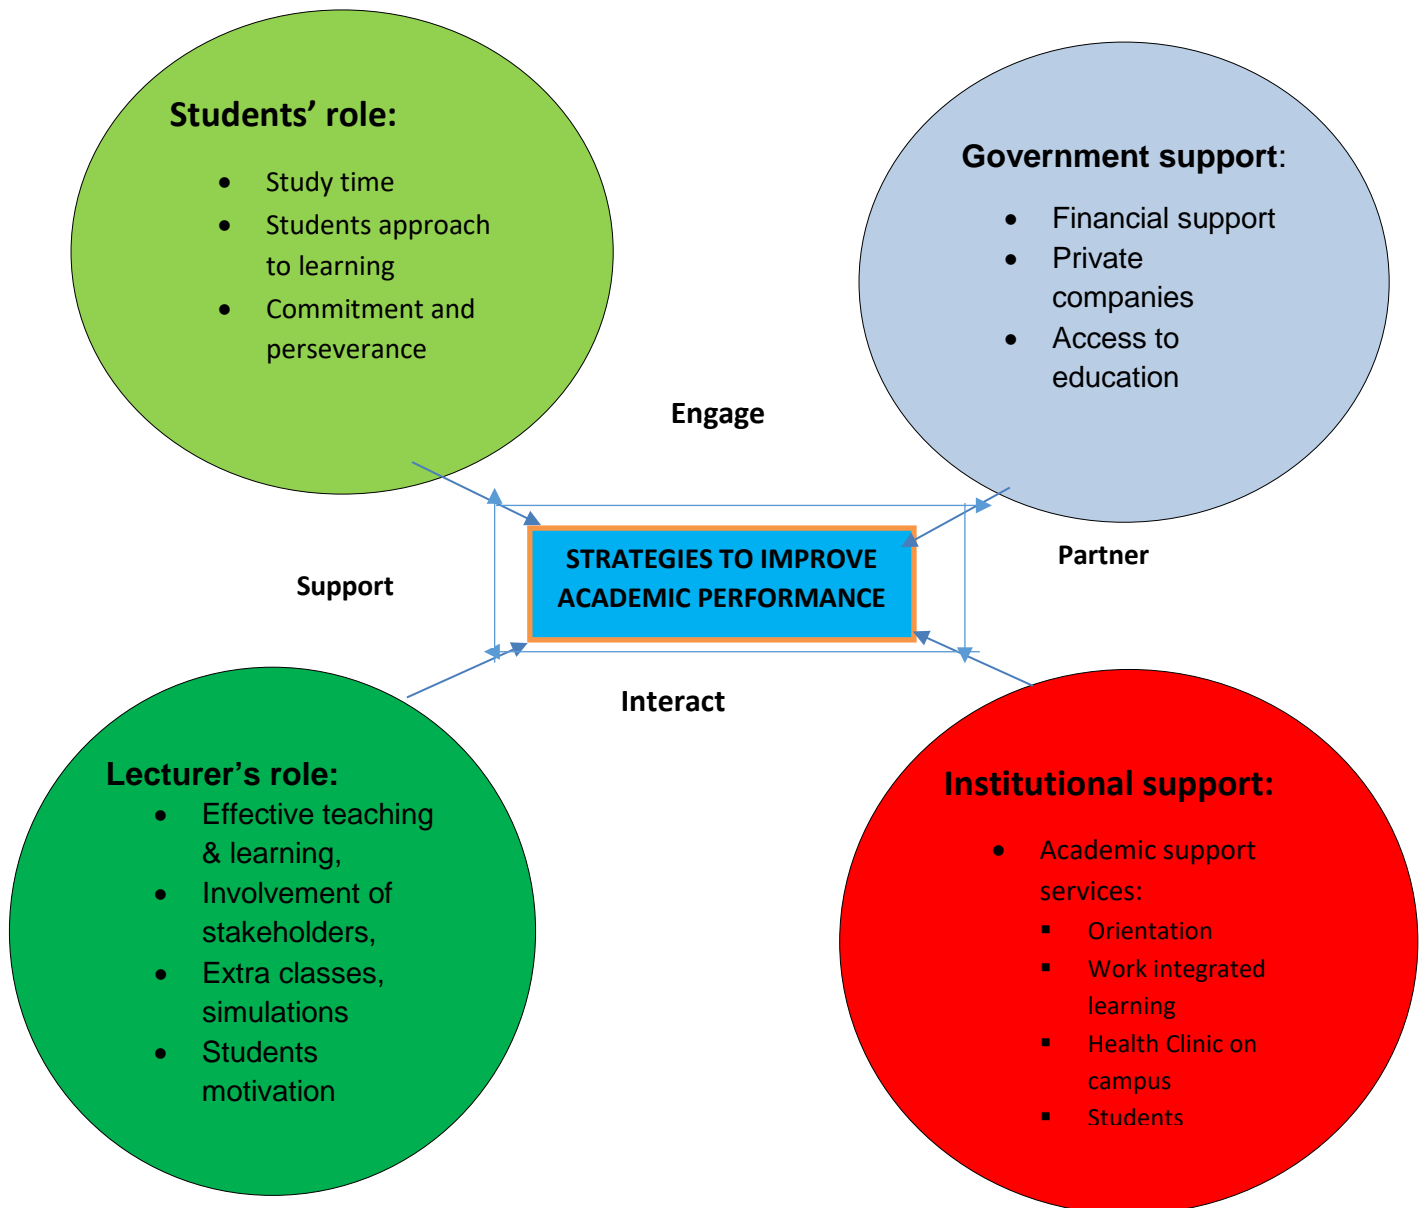 Students’ role:
• Study time
• Students approach
to learning
• Commitment and
perseverance
Government support:
• Financial support
• Private
companies
• Access to
education
Engage
Support
STRATEGIES TO IMPROVE
ACADEMIC PERFORMANCE
Partner
Interact
Lecturer’s role:
• Effective teaching
& learning,
• Involvement of
stakeholders,
• Extra classes,
simulations
• Students
motivation
Institutional support:
• Academic support
services:
▪ Orientation
▪ Work integrated
learning
▪ Health Clinic on
campus
▪ Students